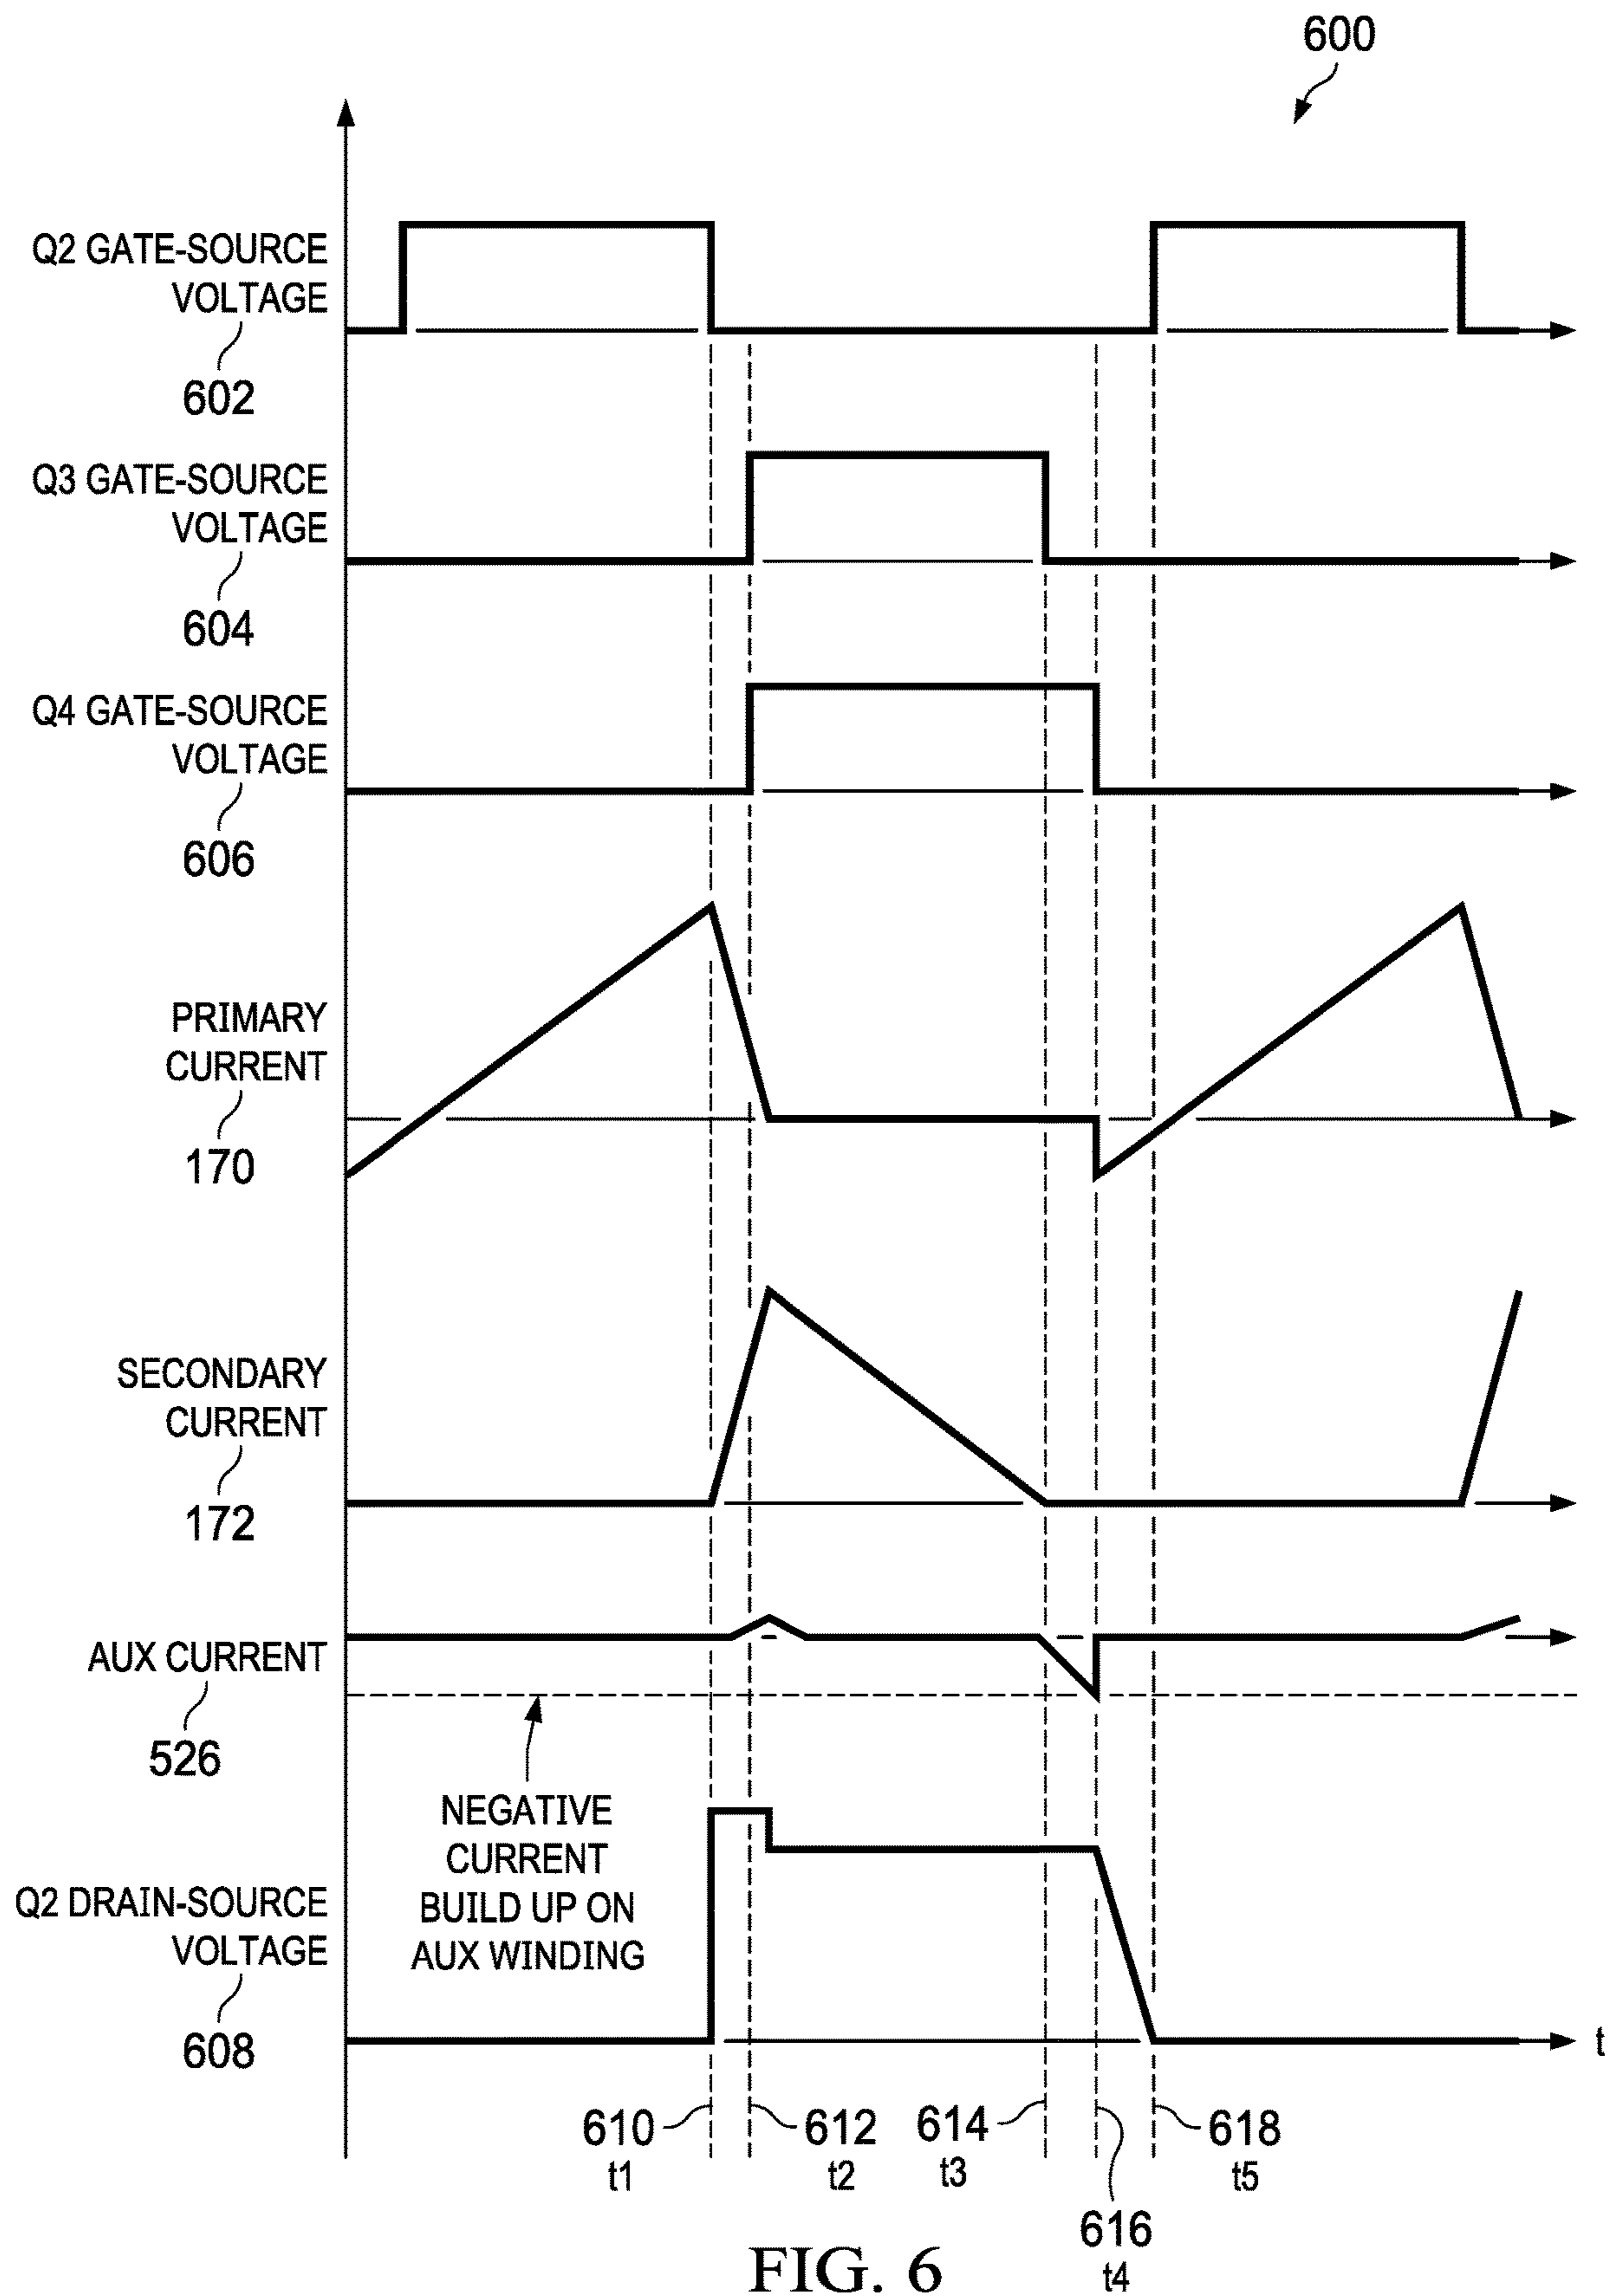 600
Q2 GATE-SOURCE
VOLTAGE
602
Q3 GATE-SOURCE
VOLTAGE
604
Q4 GATE-SOURCE
VOLTAGE
606
PRIMARY
CURRENT
170
SECONDARY
CURRENT
172
AUX CURRENT
526
NEGATIVE
CURRENT
BUILD UP ON
AUX WINDING
Q2 DRAIN-SOURCE
VOLTAGE
608
t
610
t1
612
t2
614
t3
616
t4
618
t5
FIG. 6